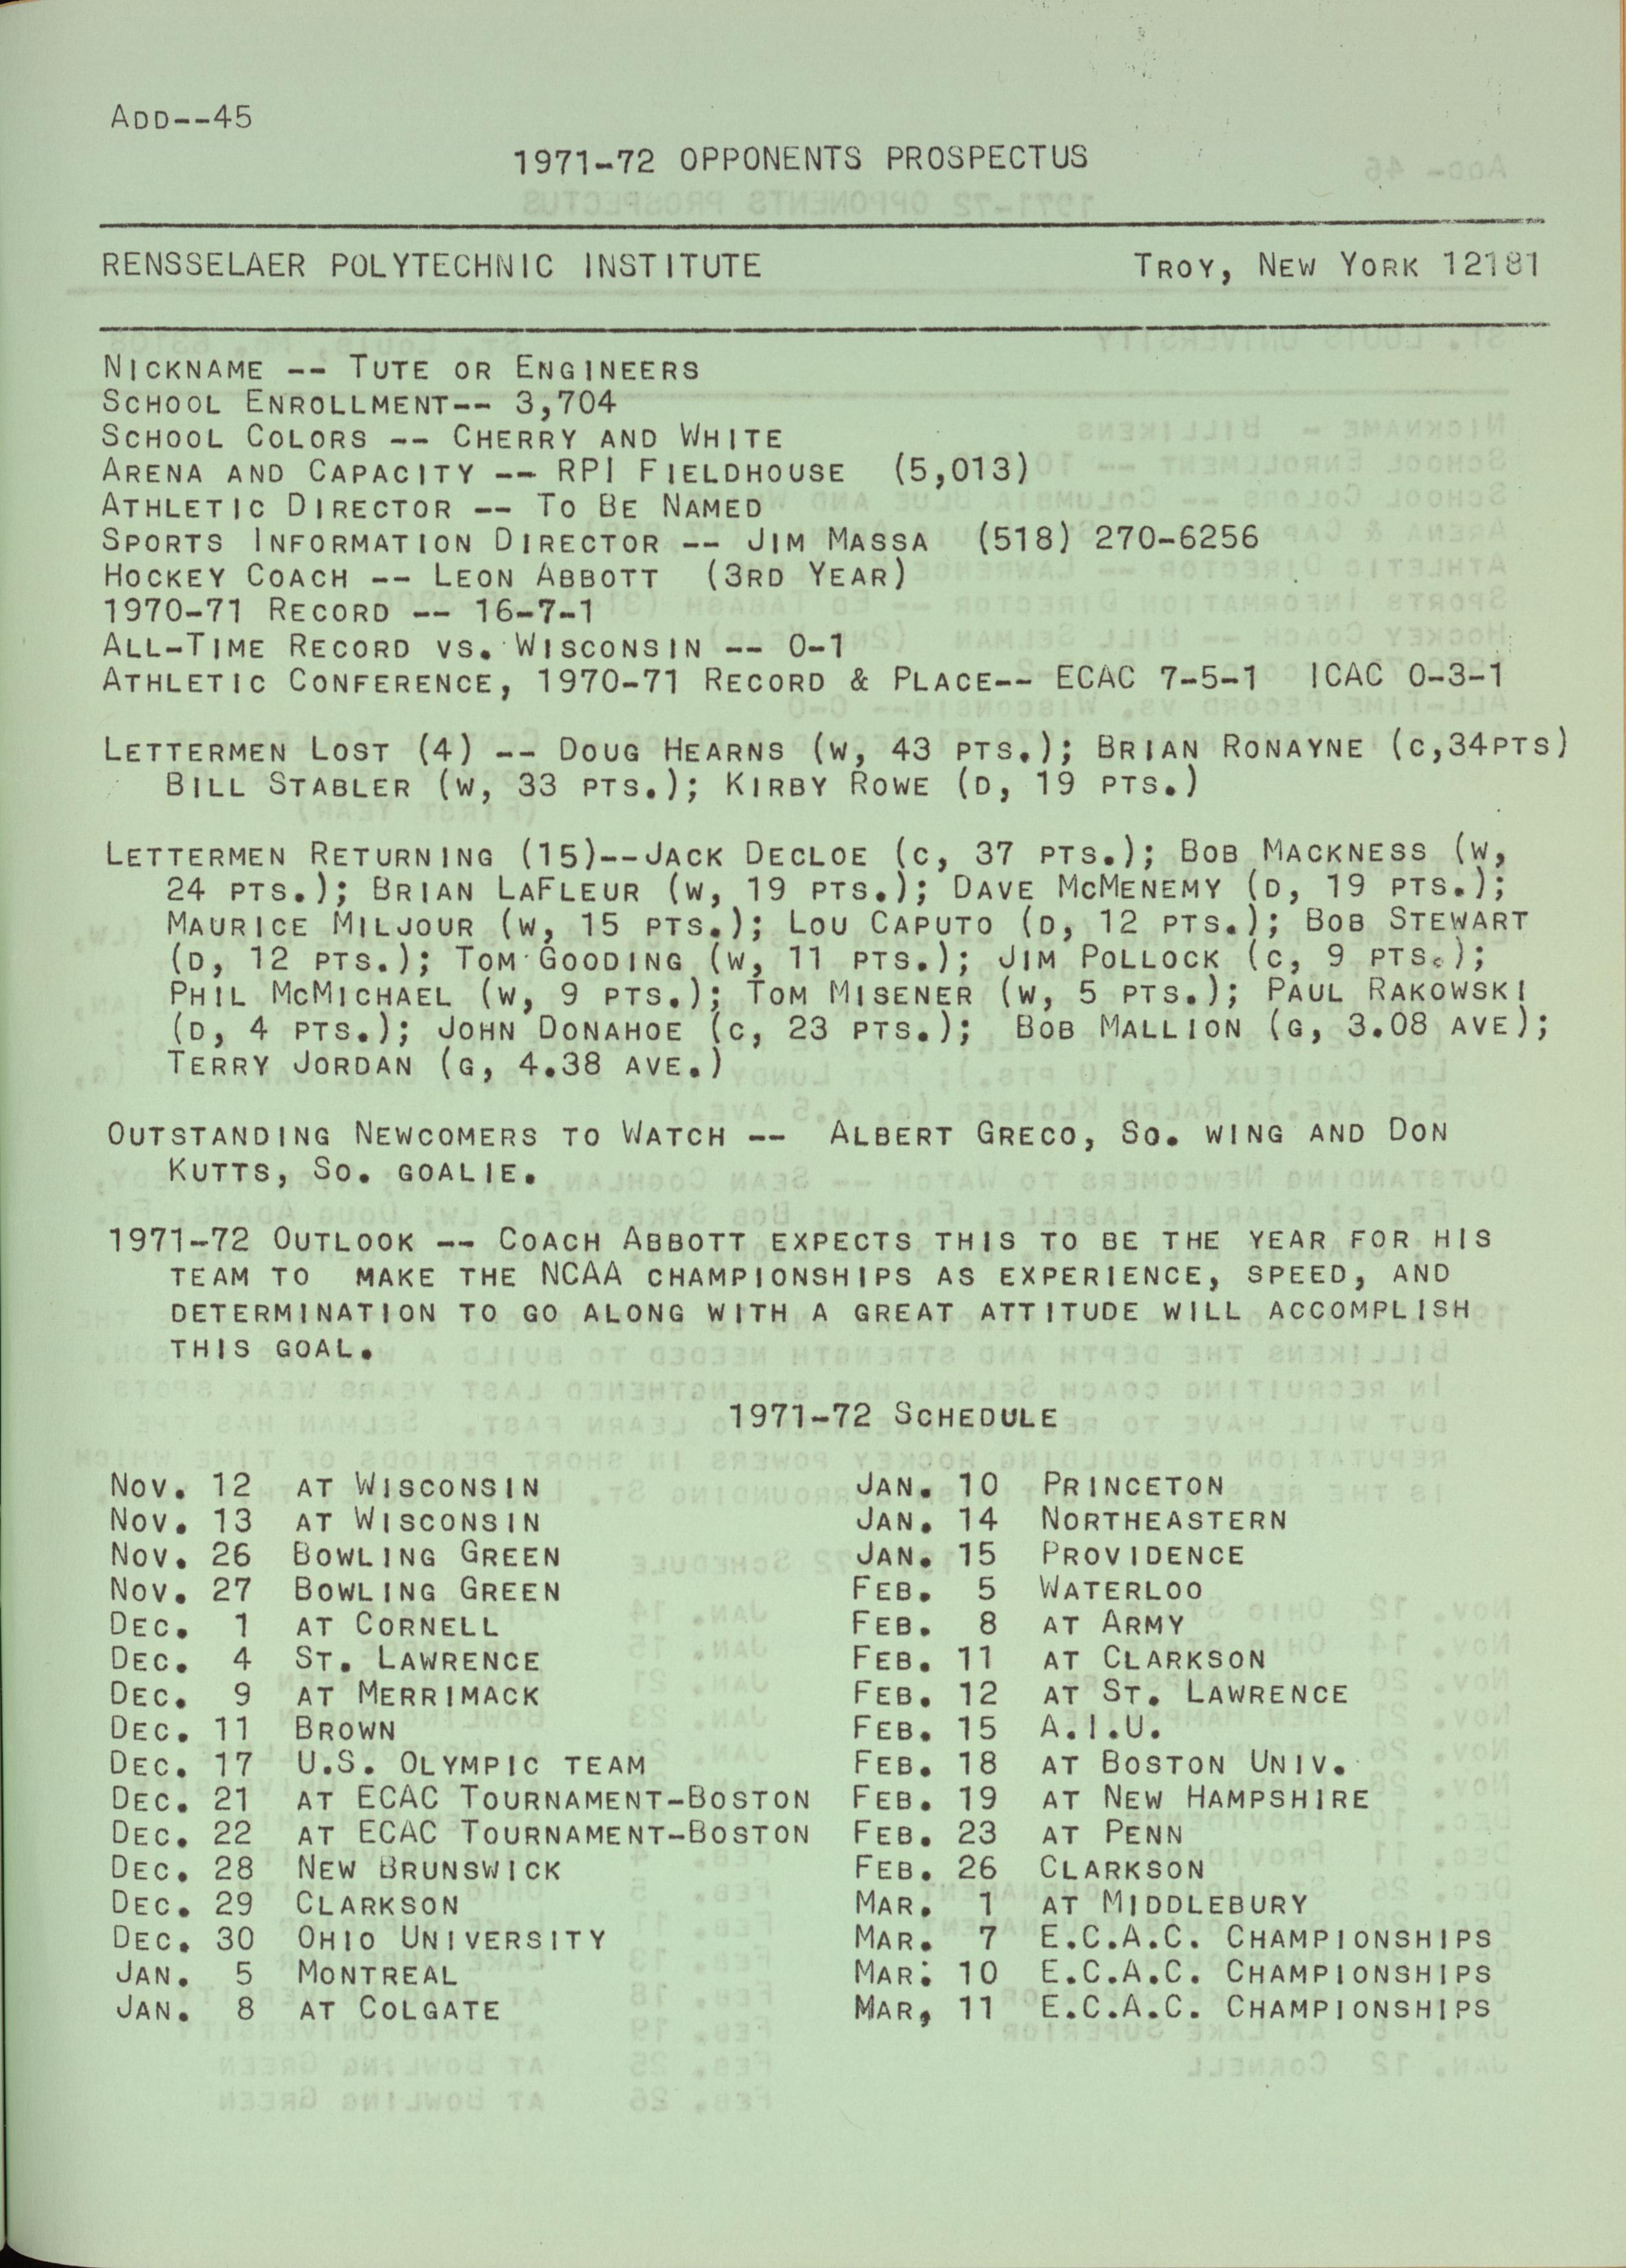 ADD--45
1971-72 OPPONENTS PROSPECTUS
RENSSELAER POLYTECHNIC INSTITUTE TROY, NEW YORK 12181
NICKNAME -- TUTE OR ENGINEERS
SCHOOL ENROLLMENT-- 3,704
SCHOOL COLORS -- CHERRY AND WHITE
ARENA AND CAPACITY -- RPI FIELDHOUSE (5,013)
ATHLETIC DIRECTOR -- TO BE NAMED
SPORTS INFORMATION DIRECTOR -- JIM MASSA (518) 270-6256
HOCKEY COACH -- LEON ABBOTT (3RD YEAR)
1970-71 RECORD -- 16-7-1
ALL-TIME RECORD VS. WISCONSIN -- 0-1
ATHLETIC CONFERENCE, 1970-71 RECORD & PLACE-- ECAC 7-5-1 ICAC 0-3-1
LETTERMEN LOST (4) -- DOUG HEARNS (W, 43 PTS.); BRIAN RONAYNE (C,34PTS)
BILL STABLER (W, 33 PTS.); KIRBY ROWE (D, 19 PTS.)
LETTERMEN RETURNING (15)--JACK DECLOE (C, 37 PTS.); BOB MACKNESS (W,
24 PTS.); BRIAN LAFLEUR (W, 19 PTS.); DAVE MCMENEMY (D, 19 PTS.);
MAURICE MILJOUR (W, 15 PTS.); LOU CAPUTO (D, 12 PTS.); BOB STEWART
(D, 12 PTS.); TOM GOODING (W, 11 PTS.); JIM POLLOCK (C, 9 PTS.);
PHIL MCMICHAEL (W, 9 PTS.); TOM MISENER (W, 5 PTS.); PAUL RAKOWSKI
(D, 4 PTS.); JOHN DONAHOE (C, 23 PTS.); BOB MALLION (G, 3.08 AVE);
TERRY JORDAN (G, 4.38 AVE.)
OUTSTANDING NEWCOMERS TO WATCH -- ALBERT GRECO, SO. WING AND DON
KUTTS, SO. GOALIE.
1971-72 OUTLOOK -- COACH ABBOTT EXPECTS THIS TO BE THE YEAR FOR HIS
TEAM TO MAKE THE NCAA CHAMPIONSHIPS AS EXPERIENCE, SPEED, AND
DETERMINATION TO GO ALONG WITH A GREAT ATTITUDE WILL ACCOMPLISH
THIS GOAL.
1971-72 SCHEDULE
NOV. 12 AT WISCONSIN
NOV. 13 AT WISCONSIN
NOV. 26 BOWLING GREEN
NOV. 27 BOWLING GREEN
DEC. 1 AT CORNELL
DEC. 4 ST. LAWRENCE
DEC. 9 AT MERRIMACK
DEC. 11 BROWN
DEC. 17 U.S. OLYMPIC TEAM
DEC. 21 AT ECAC TOURNAMENT-BOSTON
DEC. 22 AT ECAC TOURNAMENT-BOSTON
DEC. 28 NEW BRUNSWICK
DEC. 29 CLARKSON
DEC. 30 OHIO UNIVERSITY
JAN. 5 MONTREAL
JAN. 8 AT COLGATE
JAN. 10 PRINCETON
JAN. 14 NORTHEASTERN
JAN. 15 PROVIDENCE
FEB. 5 WATERLOO
FEB. 8 AT ARMY
FEB. 11 AT CLARKSON
FEB. 12 AT ST. LAWRENCE
FEB. 15 A.I.U.
FEB. 18 AT BOSTON UNIV.
FEB. 19 AT NEW HAMPSHIRE
FEB. 23 AT PENN
FEB. 26 CLARKSON
MAR. 1 AT MIDDLEBURY
MAR. 7 E.C.A.C. CHAMPIONSHIPS
MAR. 10 E.C.A.C. CHAMPIONSHIPS
MAR, 11 E.C.A.C. CHAMPIONSHIPS